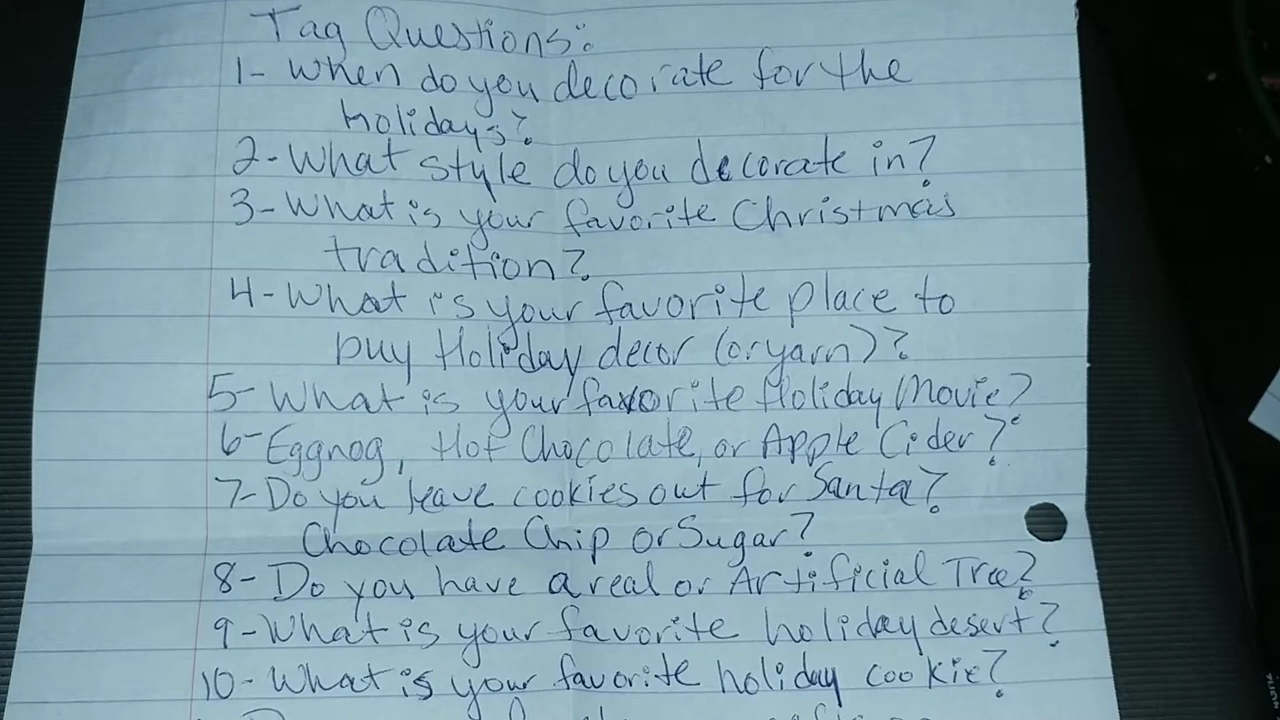 Tag Questions:
1- When do you decorate for the
holidays?
2- What style do you decorate in?
3- What is your favorite Christmas
tradition?
4- What is your favorite place to
buy Holiday decor (or yarn)?
5- What is your favorite Holiday Movie?
6- Eggnog, Hot Chocolate, or Apple Cider?
7- Do you leave cookies out for Santa?
Chocolate Chip or Sugar?
8- Do you have a real or Artificial Tree?
9- What is your favorite holiday desert?
10- What is your favorite holiday cookie?